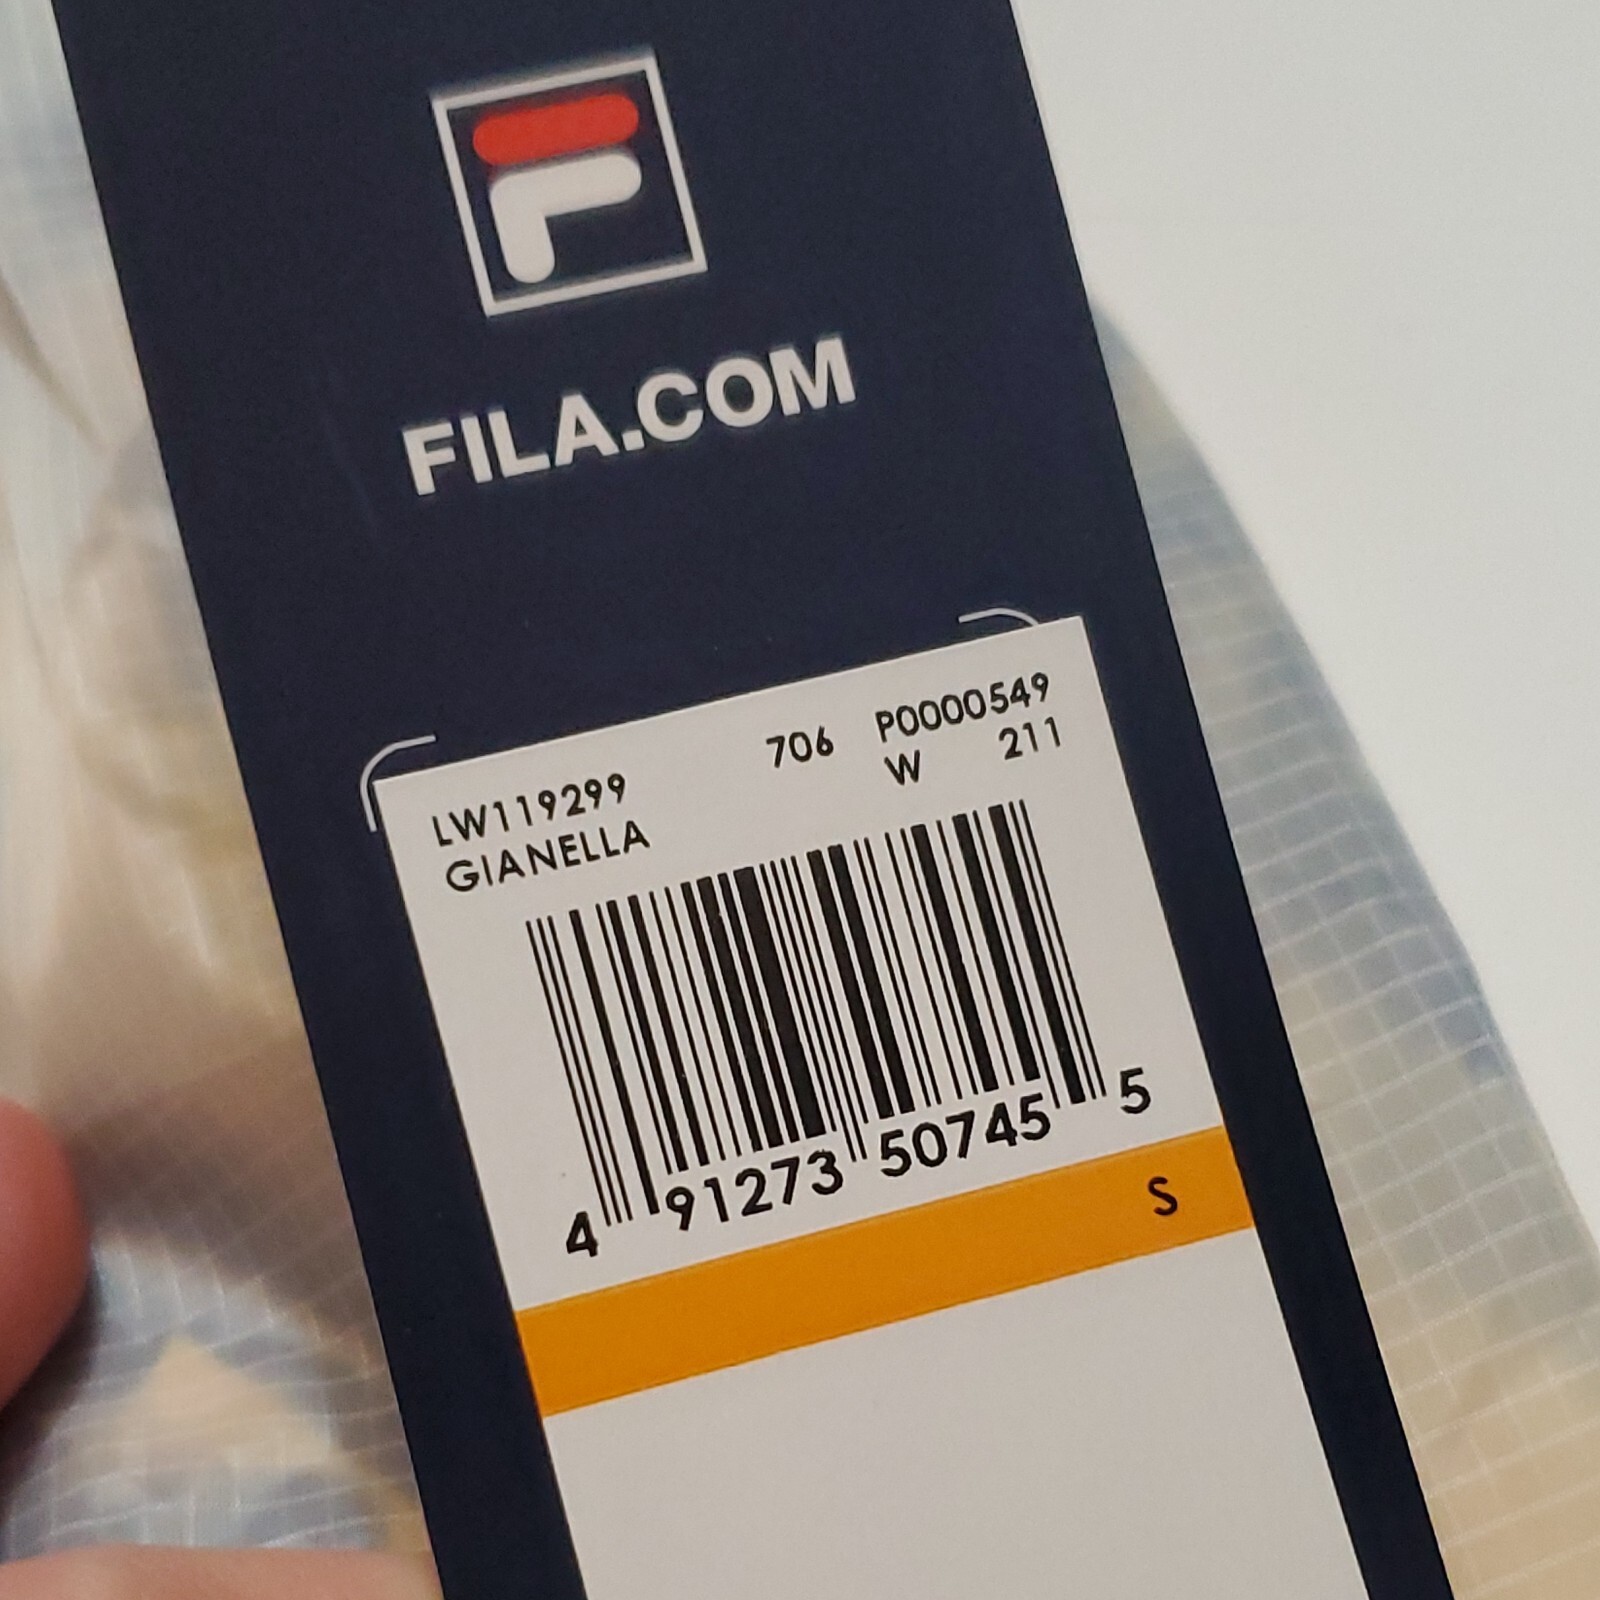 FILA.COM
LW119299 706 P0000549
GIANELLA W 211
4 91273 50745 5
S